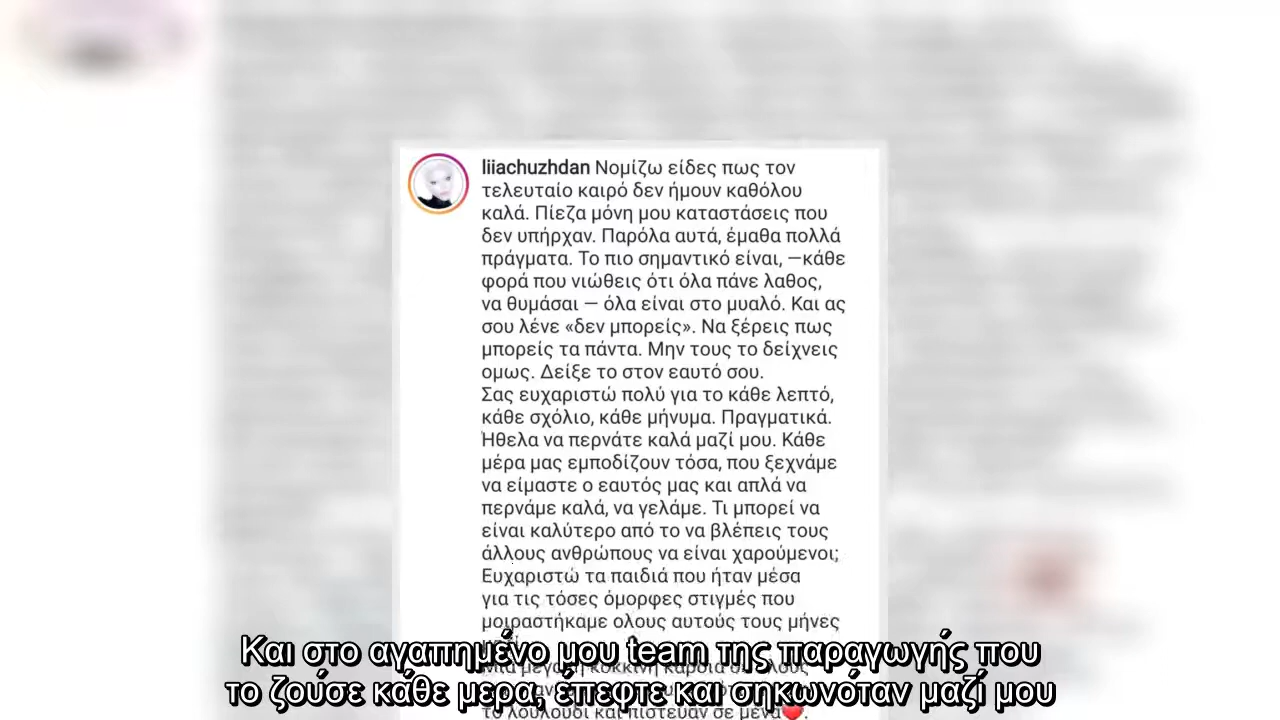 liiachuzhdan Νομίζω είδες πως τον
τελευταίο καιρό δεν ήμουν καθόλου
καλά. Πίεζα μόνη μου καταστάσεις που
δεν υπήρχαν. Παρόλα αυτά, έμαθα πολλά
πράγματα. Το πιο σημαντικό είναι, —κάθε
φορά που νιώθεις ότι όλα πάνε λαθος,
να θυμάσαι — όλα είναι στο μυαλό. Και ας
σου λένε «δεν μπορείς». Να ξέρεις πως
μπορείς τα πάντα. Μην τους το δείχνεις
ομως. Δείξε το στον εαυτό σου.
Σας ευχαριστώ πολύ για το κάθε λεπτό,
κάθε σχόλιο, κάθε μήνυμα. Πραγματικά.
Ήθελα να περνάτε καλά μαζί μου. Κάθε
μέρα μας εμποδίζουν τόσα, που ξεχνάμε
να είμαστε ο εαυτός μας και απλά να
περνάμε καλά, να γελάμε. Τι μπορεί να
είναι καλύτερο από το να βλέπεις τους
άλλους ανθρώπους να είναι χαρούμενοι;
Ευχαριστώ τα παιδιά που ήταν μέσα
για τις τόσες όμορφες στιγμές που
μοιραστήκαμε ολους αυτούς τους μήνες
Και στο αγαπημένο μου team της παραγωγής που
το ζούσε κάθε μερα, έπεφτε και σηκωνόταν μαζί μου
το λουλούδι και πίστευαν σε μένα❤️.